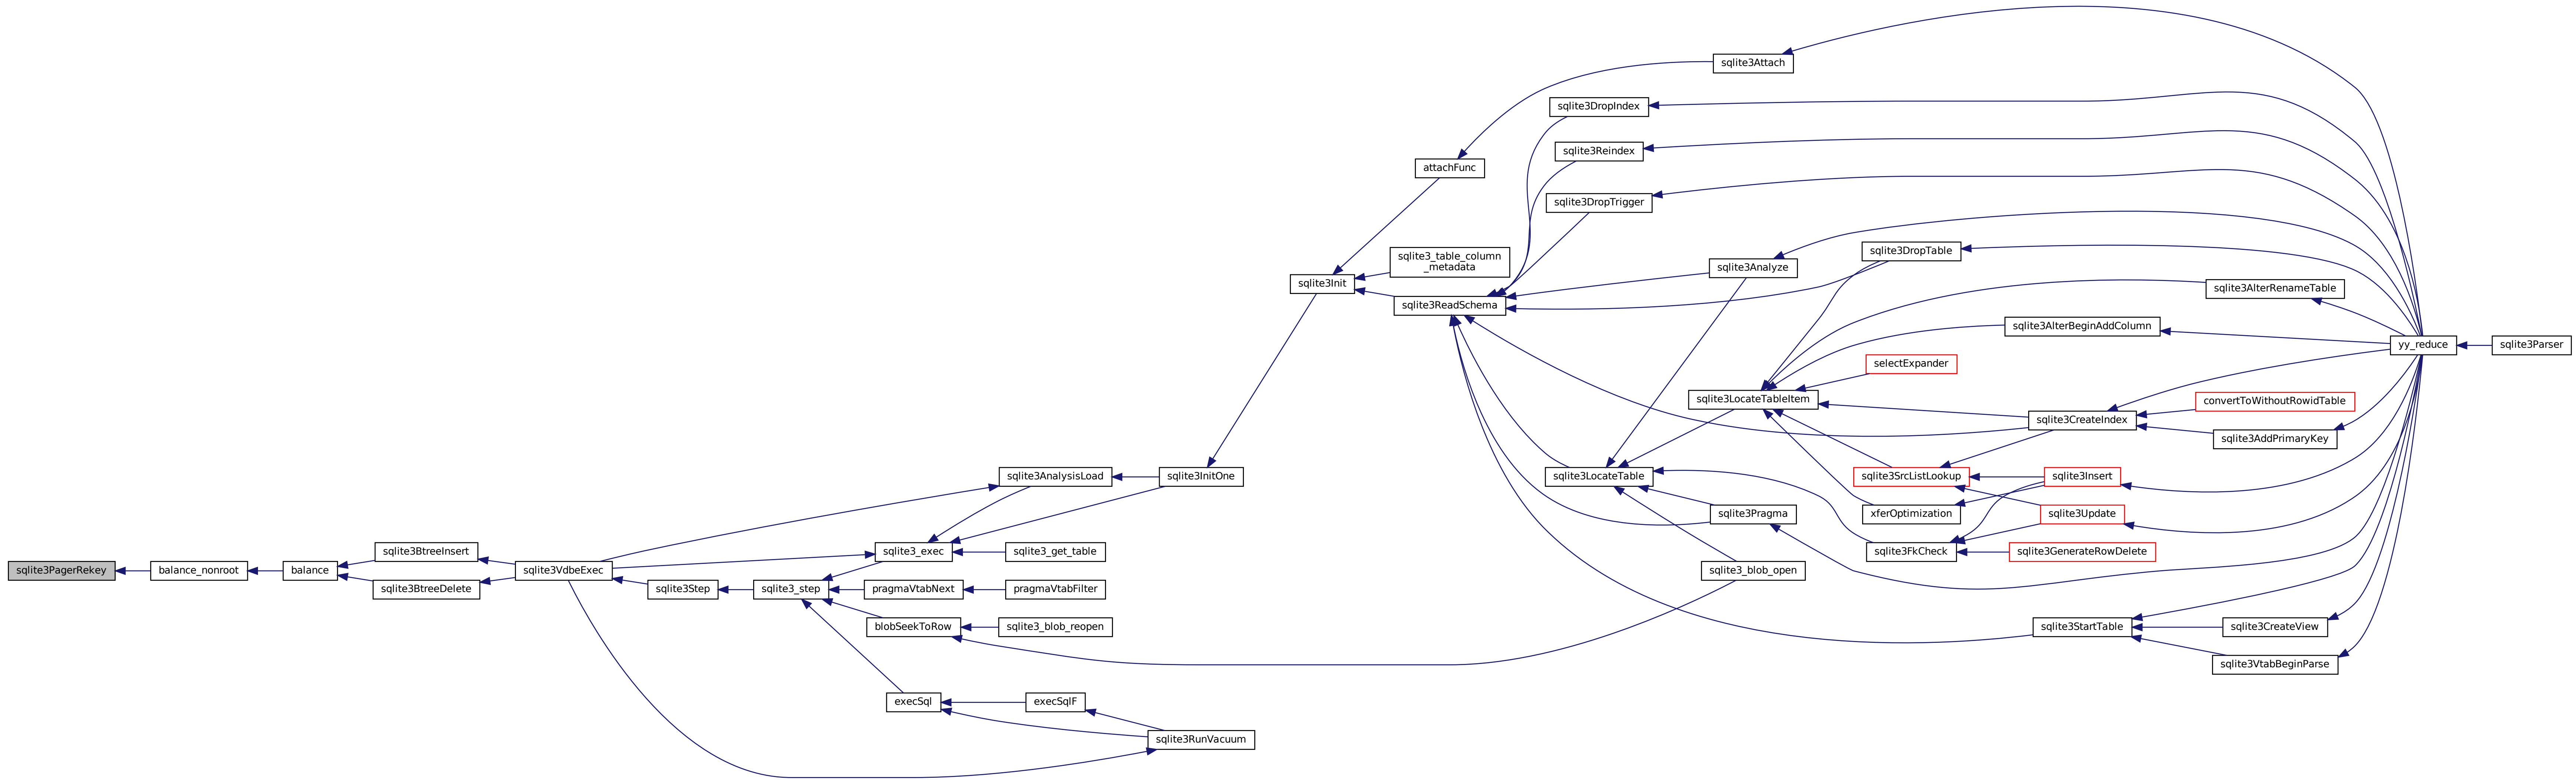 sqlite3PagerRekey
balance_nonroot
balance
sqlite3BtreeInsert
sqlite3BtreeDelete
sqlite3VdbeExec
sqlite3Step
sqlite3_step
sqlite3AnalysisLoad
sqlite3_exec
pragmaVtabNext
blobSeekToRow
execSql
sqlite3_get_table
pragmaVtabFilter
sqlite3_blob_reopen
execSqlF
sqlite3RunVacuum
sqlite3InitOne
sqlite3Init
attachFunc
sqlite3_table_column
_metadata
sqlite3ReadSchema
sqlite3Attach
sqlite3DropIndex
sqlite3Reindex
sqlite3DropTrigger
sqlite3Analyze
sqlite3LocateTable
sqlite3LocateTableItem
sqlite3Pragma
sqlite3_blob_open
sqlite3DropTable
selectExpander
sqlite3SrcListLookup
xferOptimization
sqlite3FkCheck
sqlite3AlterBeginAddColumn
sqlite3CreateIndex
sqlite3Insert
sqlite3Update
sqlite3GenerateRowDelete
sqlite3StartTable
sqlite3AlterRenameTable
convertToWithoutRowidTable
sqlite3AddPrimaryKey
sqlite3CreateView
sqlite3VtabBeginParse
yy_reduce
sqlite3Parser